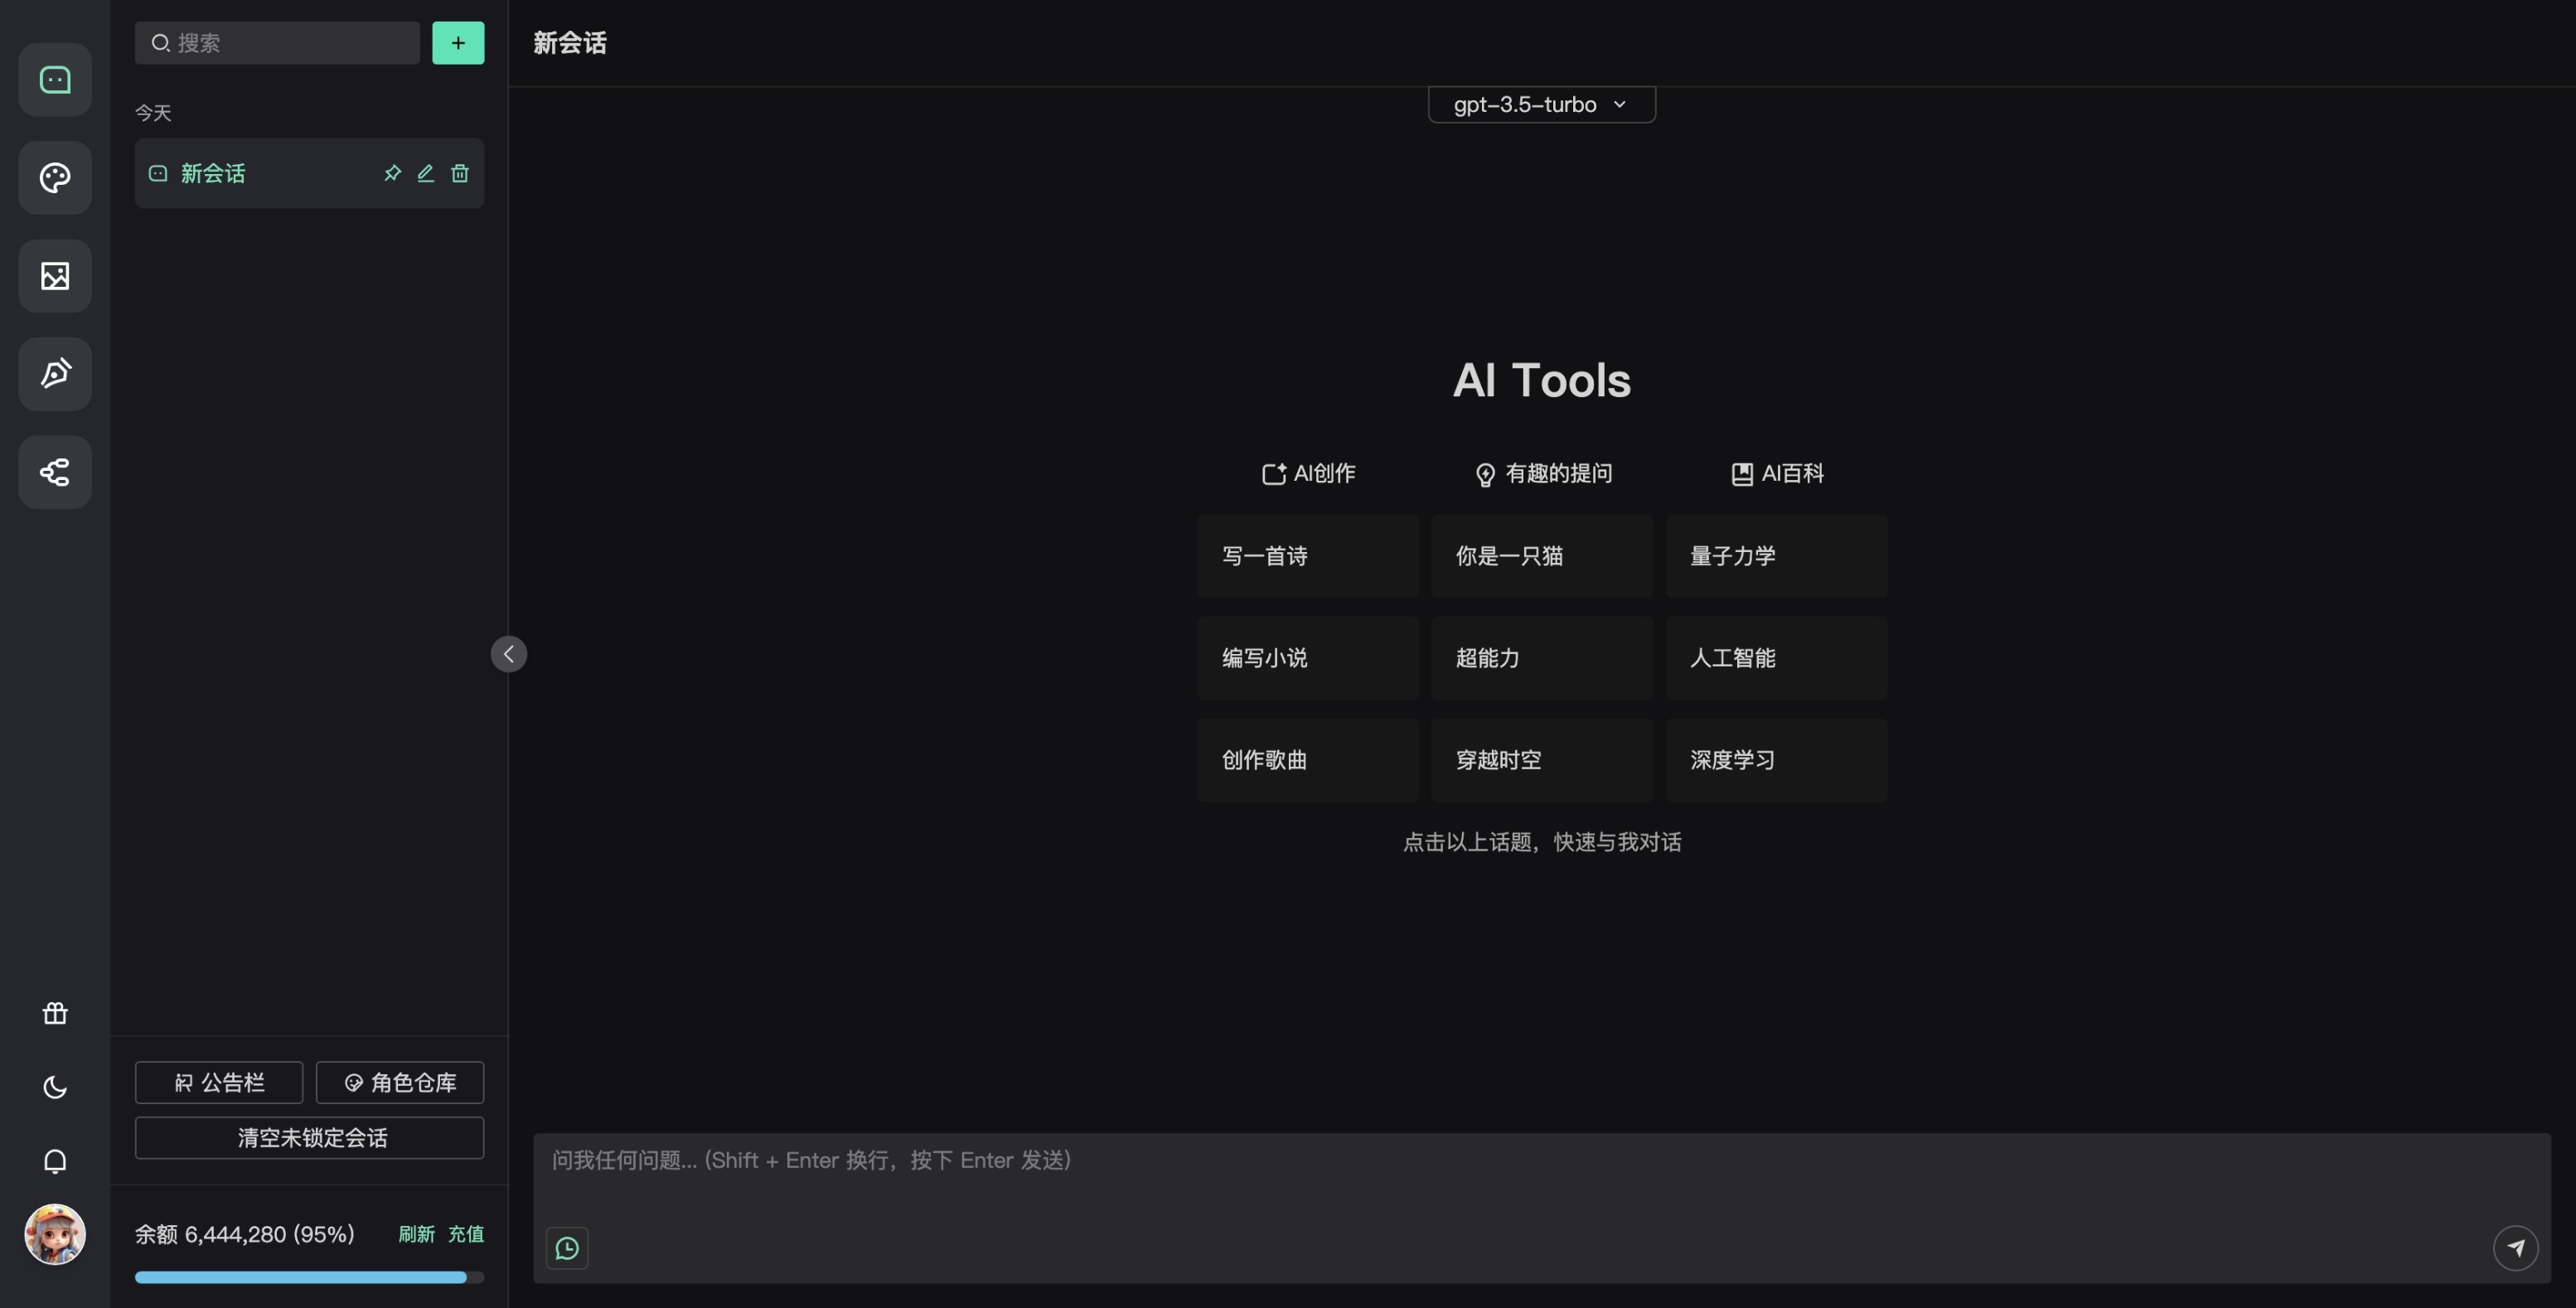 搜索
+
今天
新会话
公告栏
角色仓库
清空未锁定会话
余额 6,444,280 (95%)
刷新 充值
新会话
gpt-3.5-turbo
AI Tools
AI创作
有趣的提问
AI百科
写一首诗
你是一只猫
量子力学
编写小说
超能力
人工智能
创作歌曲
穿越时空
深度学习
点击以上话题，快速与我对话
问我任何问题... (Shift + Enter 换行，按下 Enter 发送)